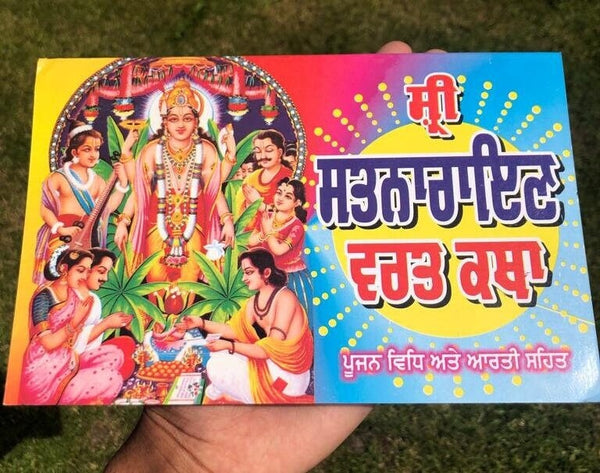 ਸ਼੍ਰੀ
ਸਤਨਾਰਾਇਣ
ਵਰਤ ਕਥਾ
ਪੂਜਨ ਵਿਧਿ ਅਤੇ ਆਰਤੀ ਸਹਿਤ